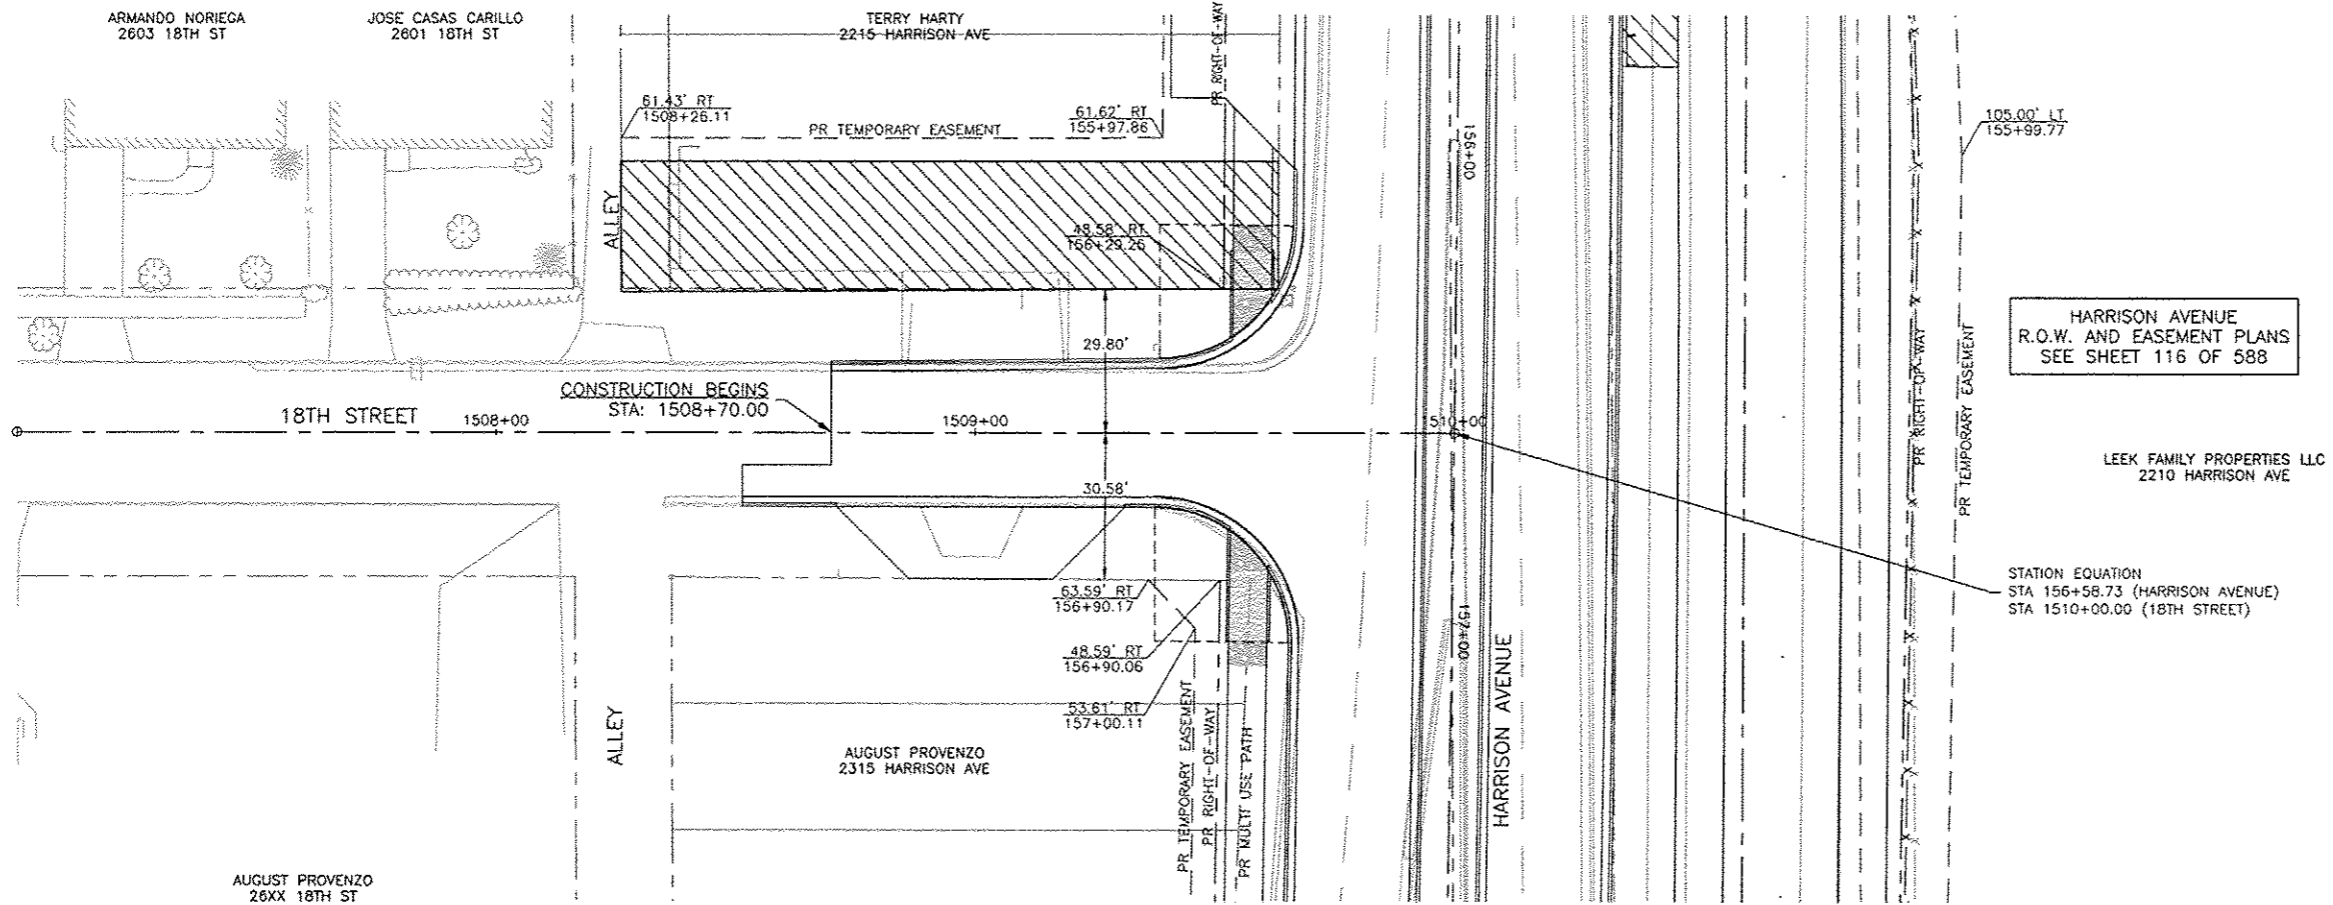 ARMANDO NORIEGA
2603 18TH ST
JOSE CASAS CARILLO
2601 18TH ST
TERRY HARTY
2215 HARRISON AVE
PR RIGHT-OF-WAY
61.43' RT
1508+26.11
PR TEMPORARY EASEMENT
61.62' RT
155+97.86
156+00
105.00' LT
155+99.77
ALLEY
48.58' RT
156+29.26
HARRISON AVENUE
R.O.W. AND EASEMENT PLANS
SEE SHEET 116 OF 588
29.80'
CONSTRUCTION BEGINS
STA: 1508+70.00
18TH STREET
1508+00
1509+00
1510+00
PR RIGHT-OF-WAY
PR TEMPORARY EASEMENT
LEEK FAMILY PROPERTIES LLC
2210 HARRISON AVE
30.58'
STATION EQUATION
STA 156+58.73 (HARRISON AVENUE)
STA 1510+00.00 (18TH STREET)
63.59' RT
156+90.17
157+00
48.59' RT
156+90.06
53.61' RT
157+00.11
HARRISON AVENUE
ALLEY
AUGUST PROVENZO
2315 HARRISON AVE
PR TEMPORARY EASEMENT
PR RIGHT-OF-WAY
PR MULTI USE PATH
AUGUST PROVENZO
26XX 18TH ST